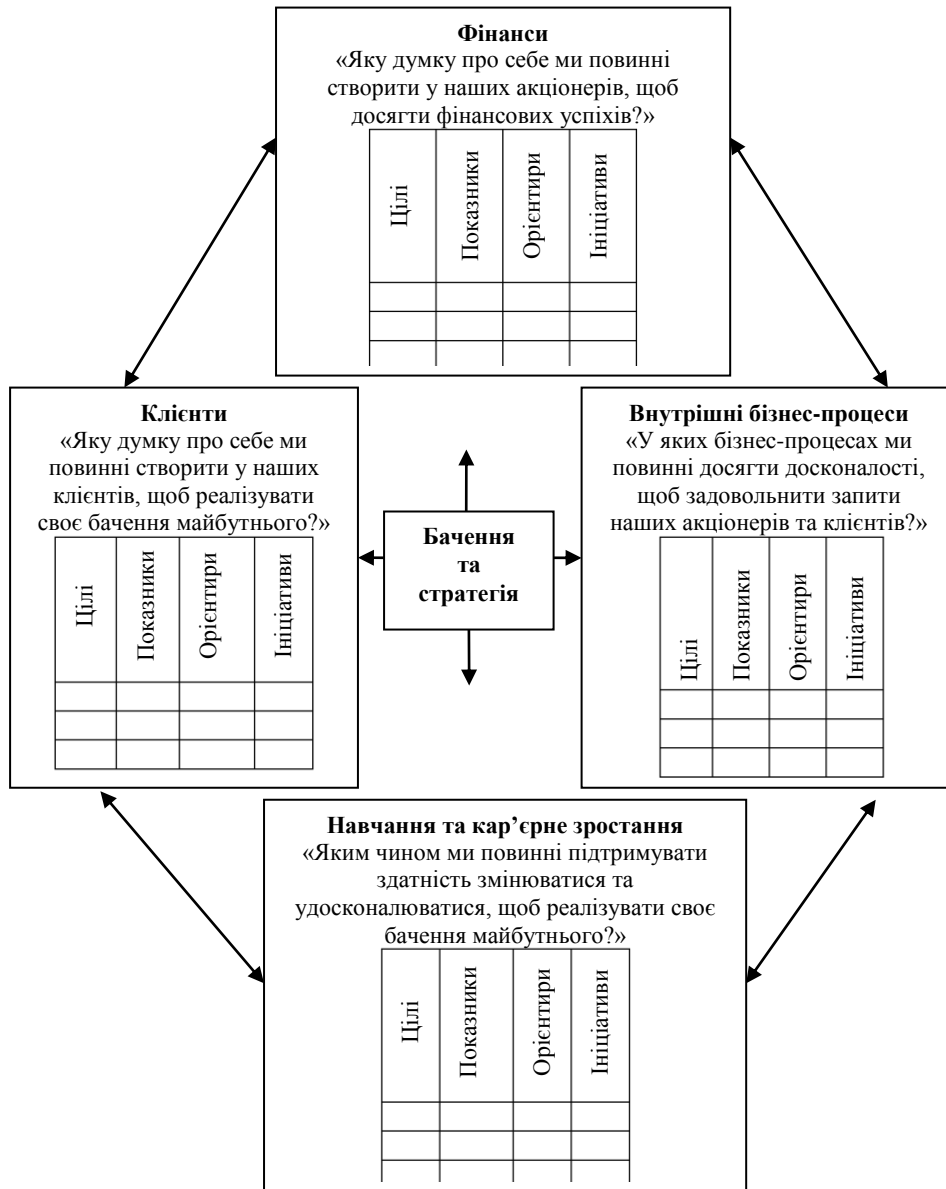 Фінанси
«Яку думку про себе ми повинні
створити у наших акціонерів, щоб
досягти фінансових успіхів?»
Цілі
Показники
Орієнтири
Ініціативи
Клієнти
«Яку думку про себе ми
повинні створити у наших
клієнтів, щоб реалізувати
своє бачення майбутнього?»
Цілі
Показники
Орієнтири
Ініціативи
Бачення
та
стратегія
Внутрішні бізнес-процеси
«У яких бізнес-процесах ми
повинні досягти досконалості,
щоб задовольнити запити
наших акціонерів та клієнтів?»
Цілі
Показники
Орієнтири
Ініціативи
Навчання та кар’єрне зростання
«Яким чином ми повинні підтримувати
здатність змінюватися та
удосконалюватися, щоб реалізувати своє
бачення майбутнього?»
Цілі
Показники
Орієнтири
Ініціативи